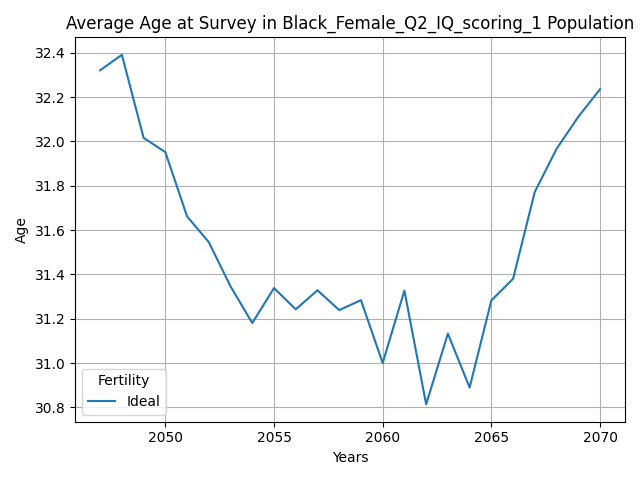 Average Age at Survey in Black_Female_Q2_IQ_scoring_1 Population
32.4
32.2
32.0
31.8
31.6
31.4
31.2
31.0
30.8
Age
Fertility
Ideal
2050 2055 2060 2065 2070
Years